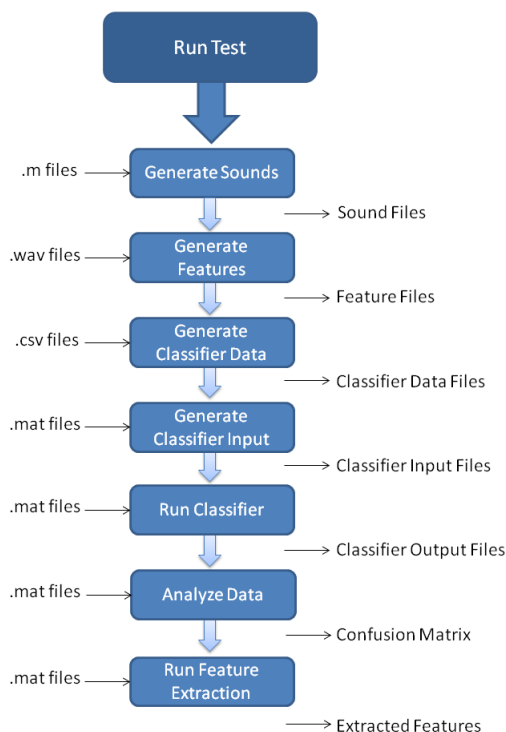 Run Test
.m files
Generate Sounds
Sound Files
.wav files
Generate
Features
Feature Files
.csv files
Generate
Classifier Data
Classifier Data Files
.mat files
Generate
Classifier Input
Classifier Input Files
.mat files
Run Classifier
Classifier Output Files
.mat files
Analyze Data
Confusion Matrix
.mat files
Run Feature
Extraction
Extracted Features